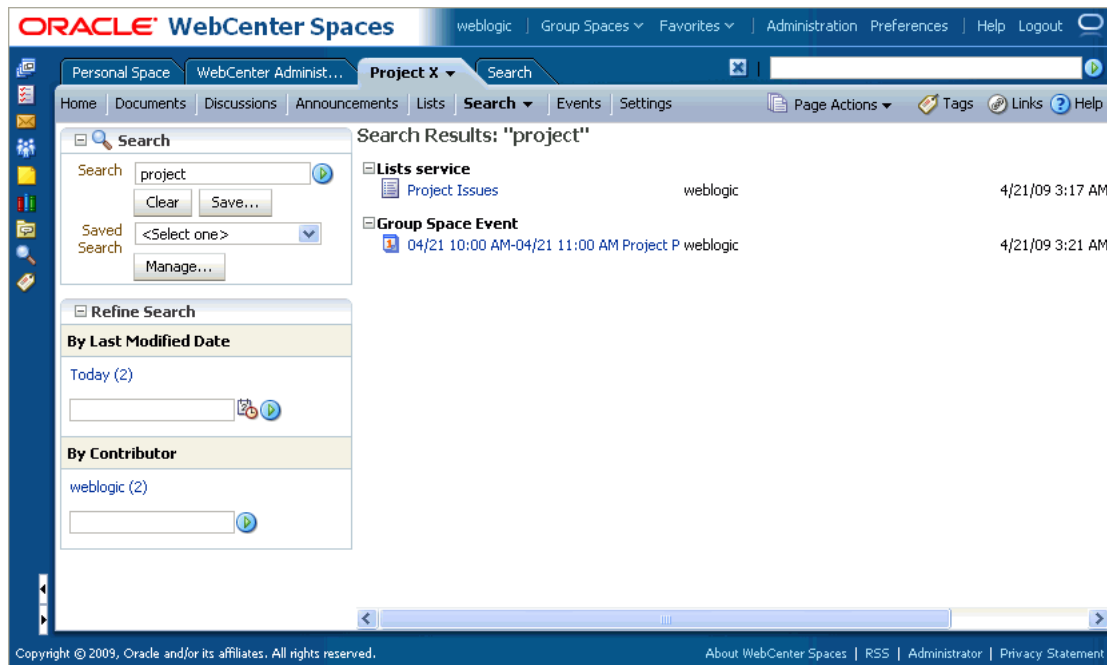 ORACLE WebCenter Spaces
weblogic | Group Spaces Favorites | Administration Preferences | Help Logout
Personal Space WebCenter Administ... Project X Search
Home Documents Discussions Announcements Lists Search Events Settings Page Actions Tags Links Help
Search
Search project
Clear Save...
Saved Search <Select one>
Manage...
Refine Search
By Last Modified Date
Today (2)
By Contributor
weblogic (2)
Search Results: "project"
Lists service
Project Issues weblogic 4/21/09 3:17 AM
Group Space Event
04/21 10:00 AM-04/21 11:00 AM Project P weblogic 4/21/09 3:21 AM
Copyright © 2009, Oracle and/or its affiliates. All rights reserved.
About WebCenter Spaces | RSS | Administrator | Privacy Statement